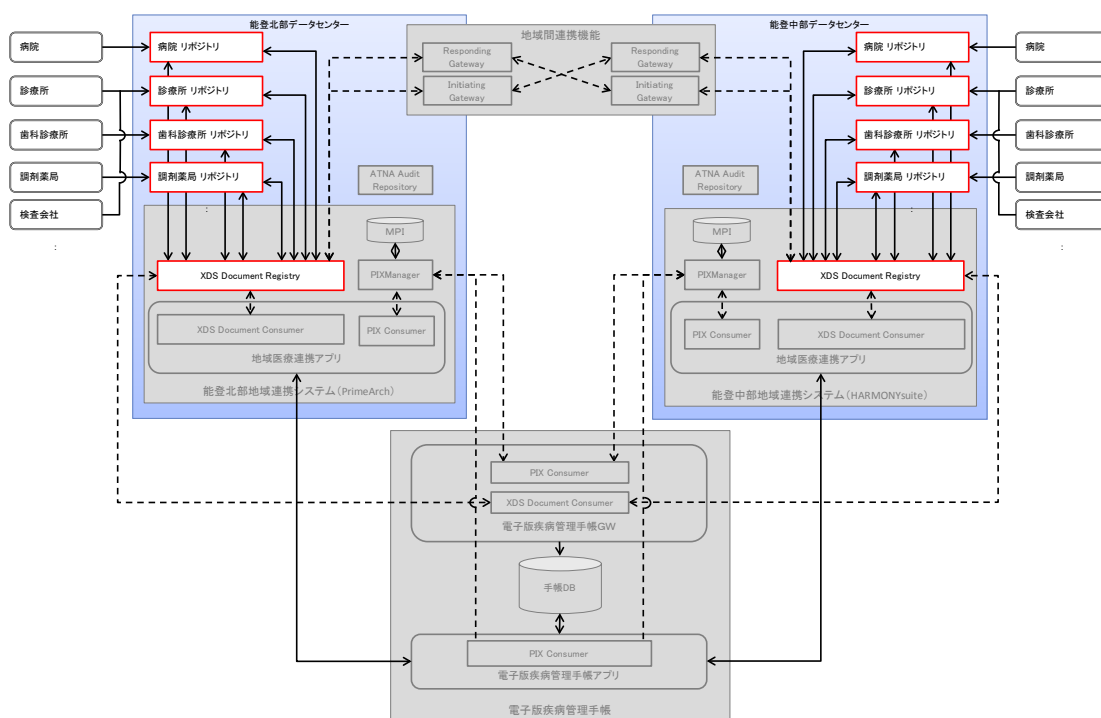 能登北部データセンター
病院
診療所
歯科診療所
調剤薬局
検査会社
:
病院 リポジトリ
診療所 リポジトリ
歯科診療所 リポジトリ
調剤薬局 リポジトリ
:
ATNA Audit
Repository
MPI
XDS Document Registry
PIXManager
XDS Document Consumer
PIX Consumer
地域医療連携アプリ
能登北部地域連携システム(PrimeArch)
地域間連携機能
Responding
Gateway
Responding
Gateway
Initiating
Gateway
Initiating
Gateway
能登中部データセンター
病院 リポジトリ
診療所 リポジトリ
歯科診療所 リポジトリ
調剤薬局 リポジトリ
:
病院
診療所
歯科診療所
調剤薬局
検査会社
:
ATNA Audit
Repository
MPI
PIXManager
XDS Document Registry
PIX Consumer
XDS Document Consumer
地域医療連携アプリ
能登中部地域連携システム(HARMONYsuite)
PIX Consumer
XDS Document Consumer
電子版疾病管理手帳GW
手帳DB
PIX Consumer
電子版疾病管理手帳アプリ
電子版疾病管理手帳